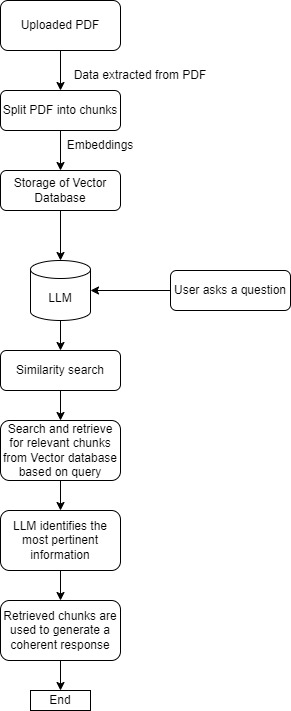 Uploaded PDF
Data extracted from PDF
Split PDF into chunks
Embeddings
Storage of Vector
Database
LLM
User asks a question
Similarity search
Search and retrieve
for relevant chunks
from Vector database
based on query
LLM identifies the
most pertinent
information
Retrieved chunks are
used to generate a
coherent response
End